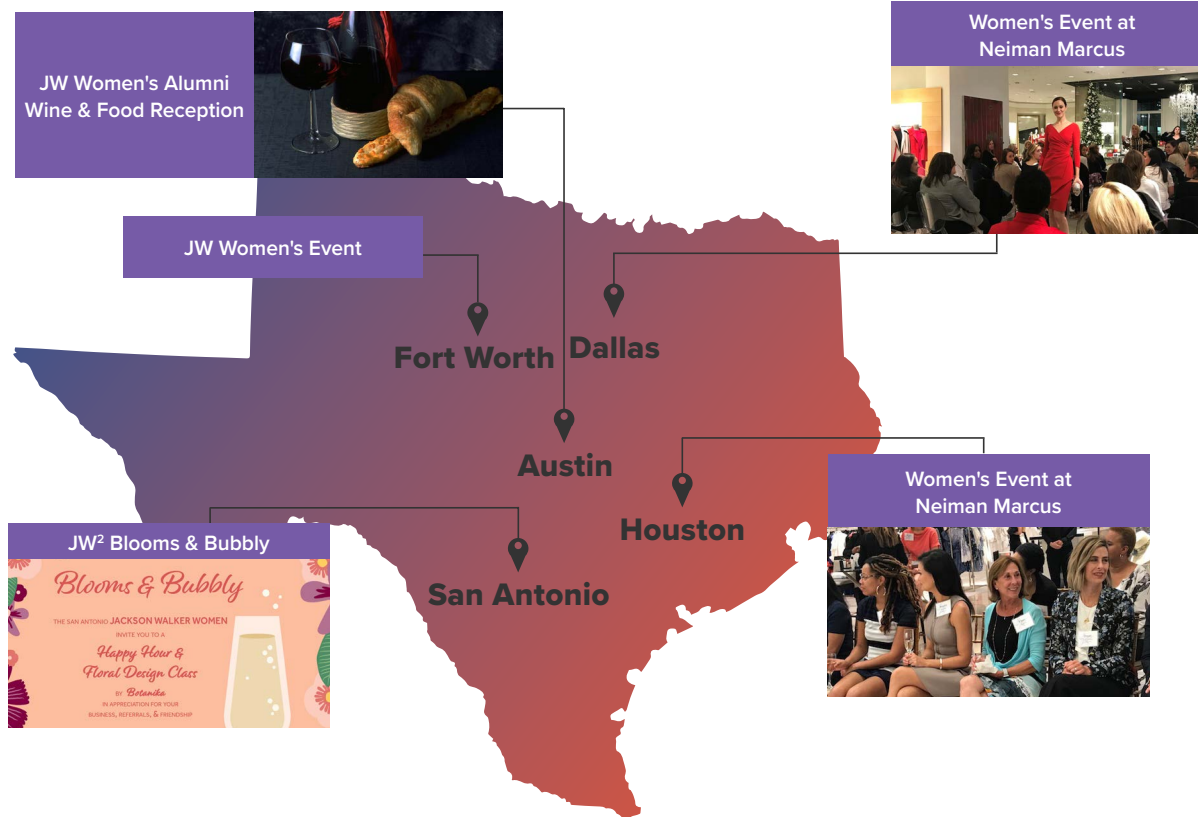 JW Women's Alumni
Wine & Food Reception
Women's Event at
Neiman Marcus
JW Women's Event
Fort Worth
Dallas
Austin
Houston
San Antonio
Women's Event at
Neiman Marcus
JW² Blooms & Bubbly
Blooms & Bubbly
THE SAN ANTONIO JACKSON WALKER WOMEN
INVITE YOU TO A
Happy Hour &
Floral Design Class
BY Botanika
IN APPRECIATION FOR YOUR
BUSINESS, REFERRALS, & FRIENDSHIP